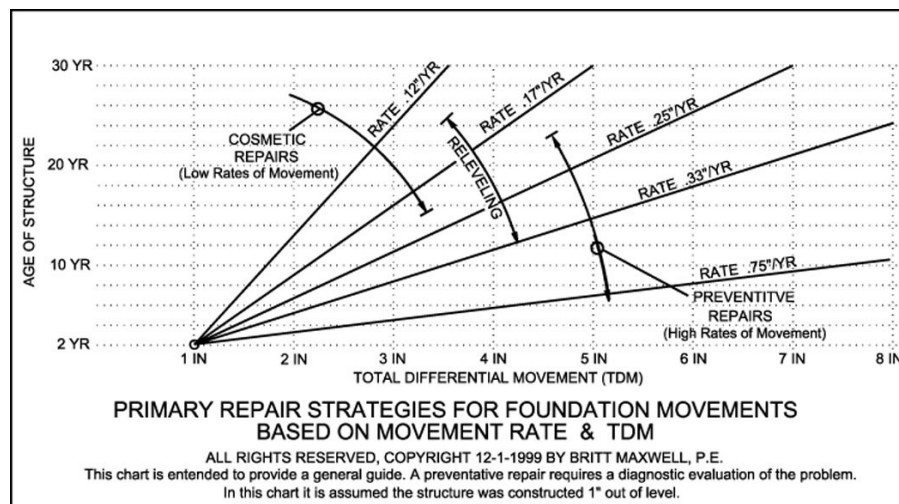 30 YR
20 YR
10 YR
2 YR
AGE OF STRUCTURE
COSMETIC
REPAIRS
(Low Rates of Movement)
RATE .12"/YR
RELEVELING
RATE .17"/YR
RATE .25"/YR
RATE .33"/YR
RATE .75"/YR
PREVENTITVE
REPAIRS
(High Rates of Movement)
1 IN 2 IN 3 IN 4 IN 5 IN 6 IN 7 IN 8 IN
TOTAL DIFFERENTIAL MOVEMENT (TDM)
PRIMARY REPAIR STRATEGIES FOR FOUNDATION MOVEMENTS
BASED ON MOVEMENT RATE & TDM
ALL RIGHTS RESERVED, COPYRIGHT 12-1-1999 BY BRITT MAXWELL, P.E.
This chart is entended to provide a general guide. A preventative repair requires a diagnostic evaluation of the problem.
In this chart it is assumed the structure was constructed 1" out of level.